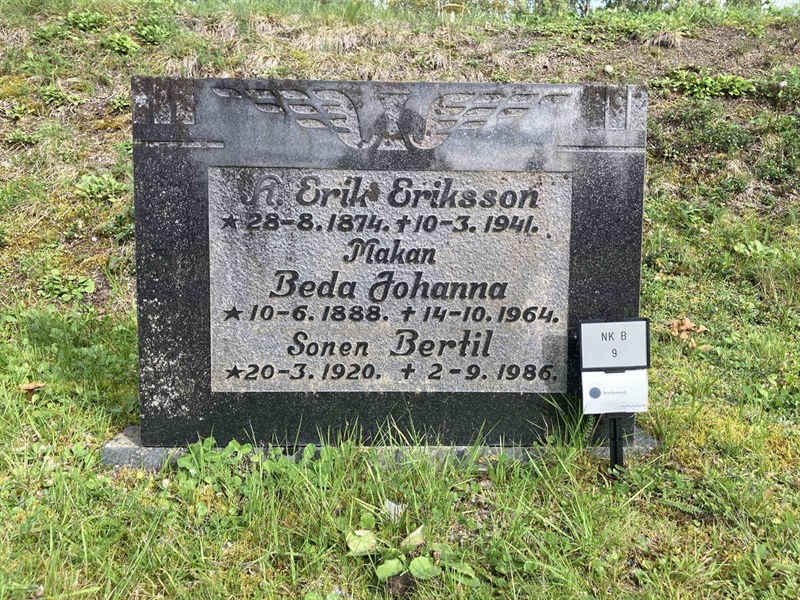 A. Erik Eriksson
★28-8.1874. ✝10-3.1941.
Makan
Beda Johanna
★10-6.1888. ✝14-10.1964.
Sonen Bertil
★20-3.1920. ✝2-9.1986.
NK B
9